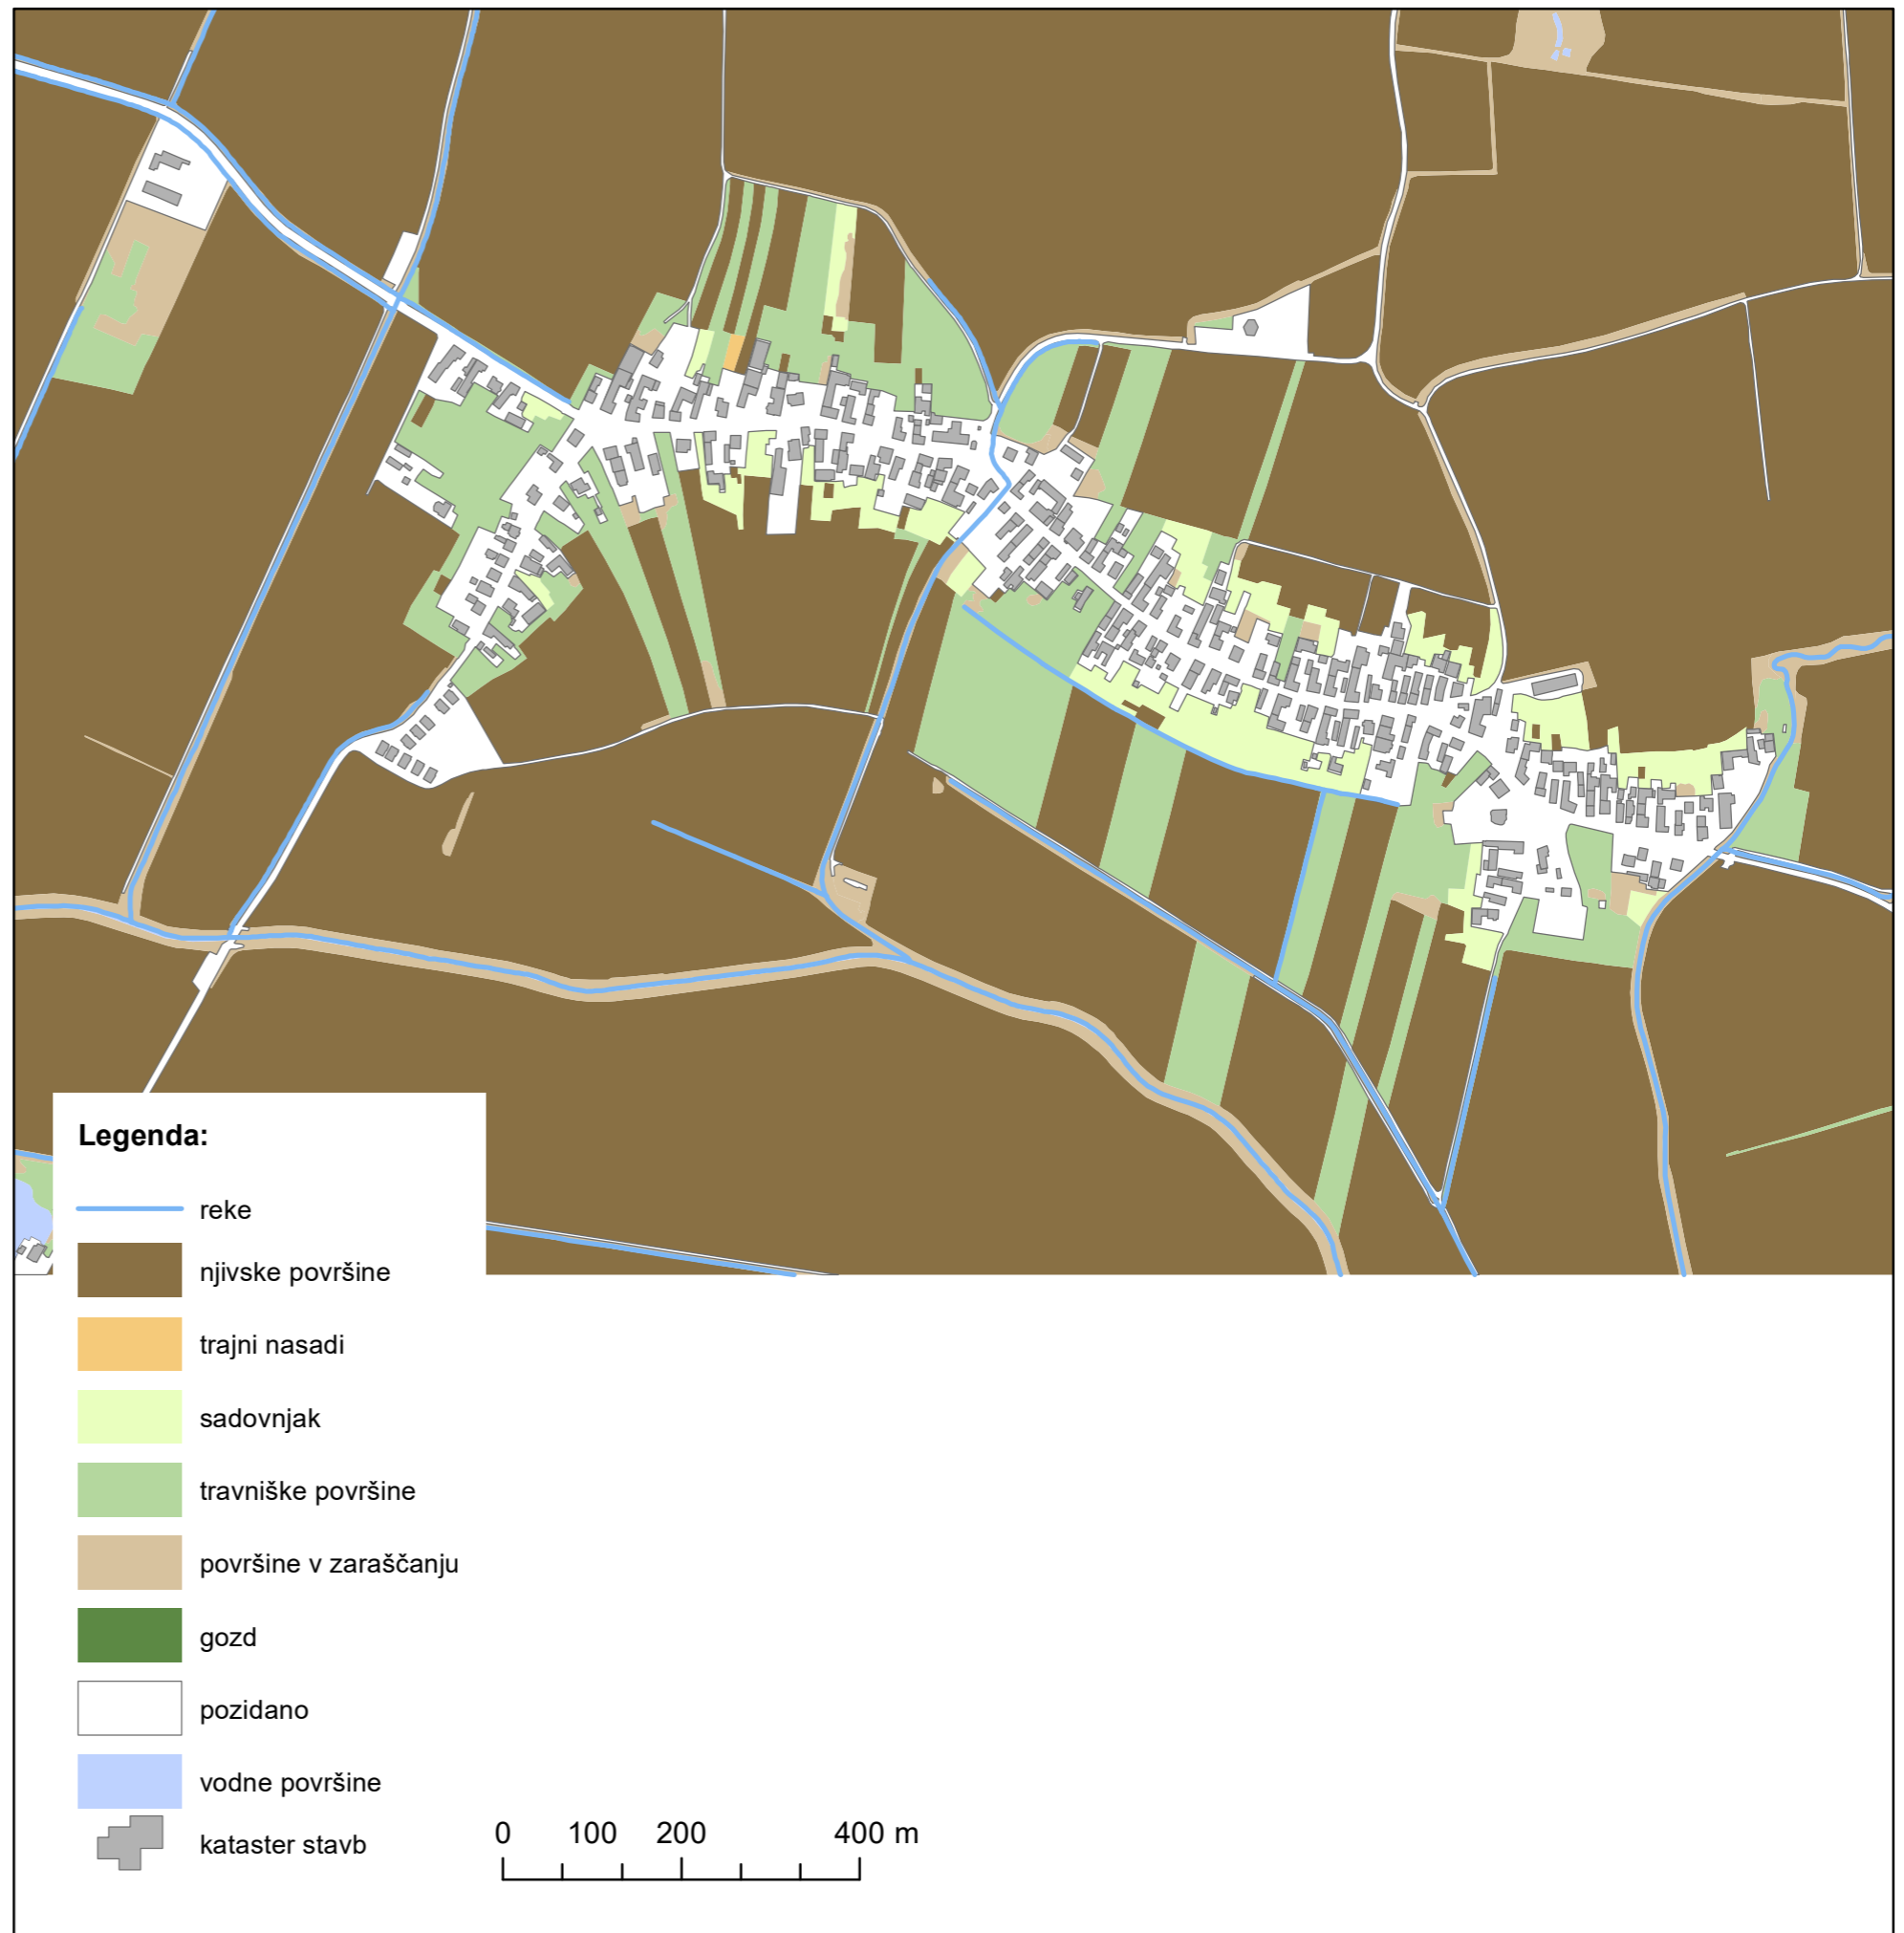 Legenda:
reke
njivske površine
trajni nasadi
sadovnjak
travniške površine
površine v zaraščanju
gozd
pozidano
vodne površine
kataster stavb
0 100 200 400 m